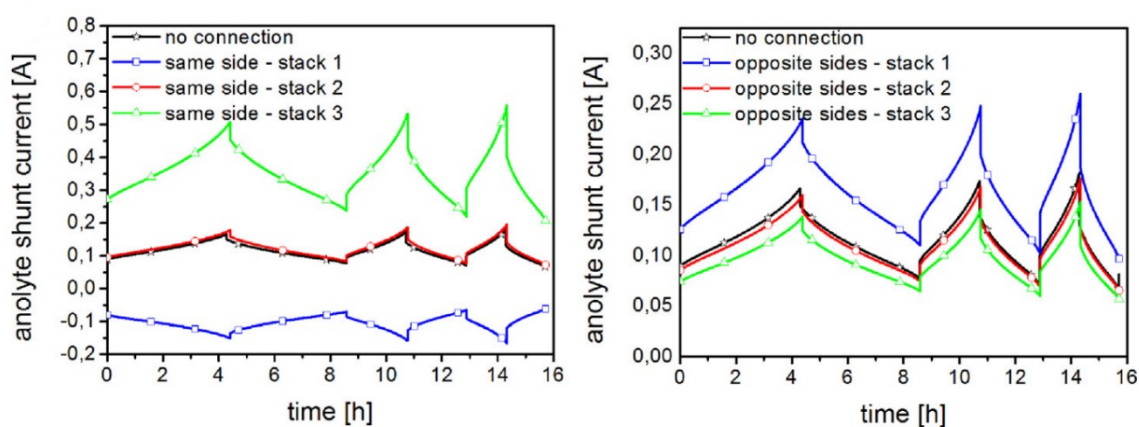 0,8
0,7
0,6
0,5
0,4
0,3
0,2
0,1
0,0
-0,1
-0,2
anolyte shunt current [A]
no connection
same side - stack 1
same side - stack 2
same side - stack 3
0 2 4 6 8 10 12 14 16
time [h]
0,30
0,25
0,20
0,15
0,10
0,05
0,00
anolyte shunt current [A]
no connection
opposite sides - stack 1
opposite sides - stack 2
opposite sides - stack 3
0 2 4 6 8 10 12 14 16
time [h]